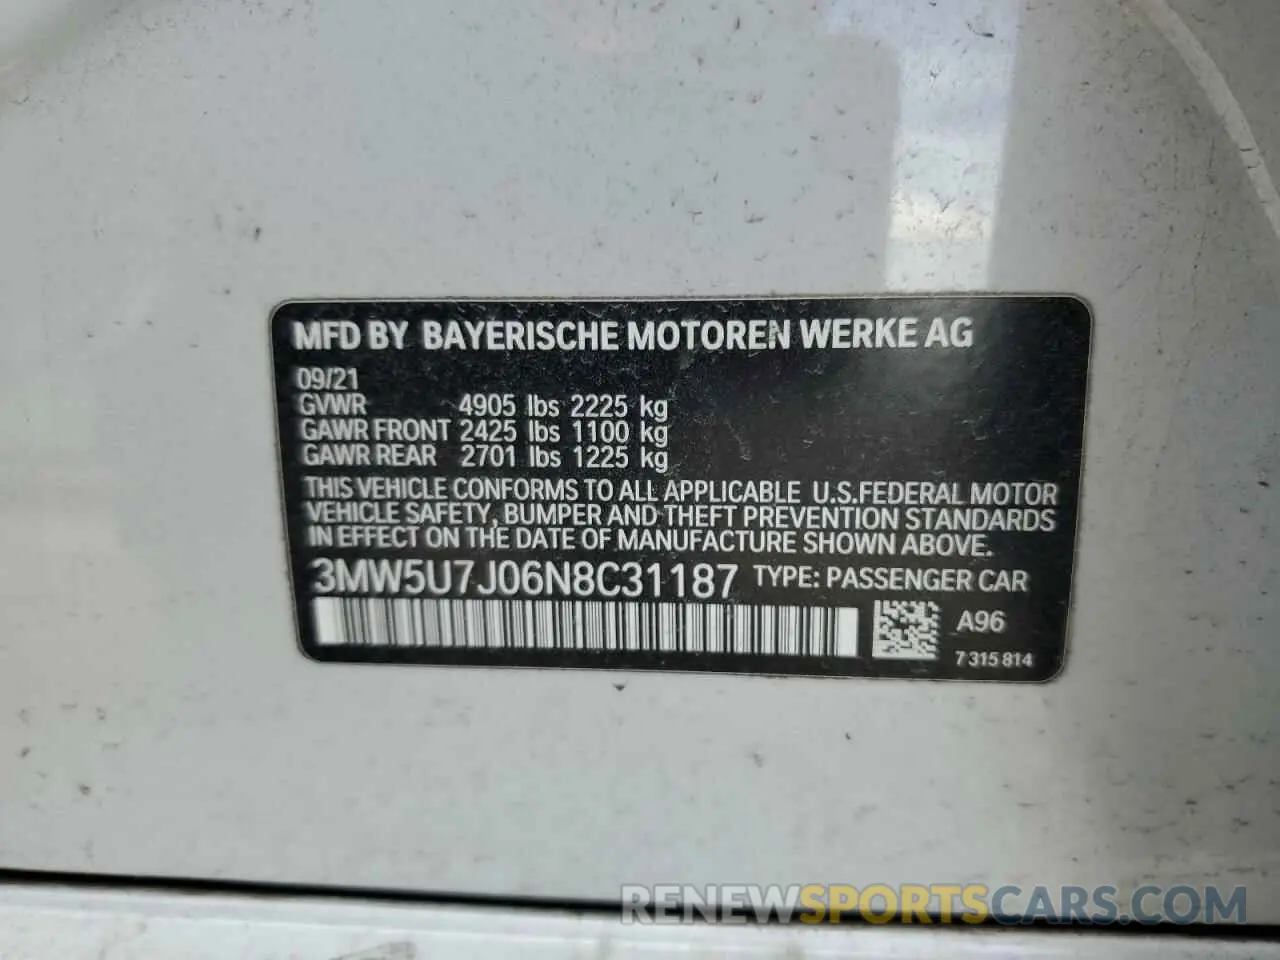 MFD BY BAYERISCHE MOTOREN WERKE AG
09/21
GVWR 4905 lbs 2225 kg
GAWR FRONT 2425 lbs 1100 kg
GAWR REAR 2701 lbs 1225 kg
THIS VEHICLE CONFORMS TO ALL APPLICABLE U.S.FEDERAL MOTOR
VEHICLE SAFETY, BUMPER AND THEFT PREVENTION STANDARDS
IN EFFECT ON THE DATE OF MANUFACTURE SHOWN ABOVE.
3MW5U7J06N8C31187 TYPE: PASSENGER CAR
A96
7 315 814
RENEWSPORTSCARS.COM